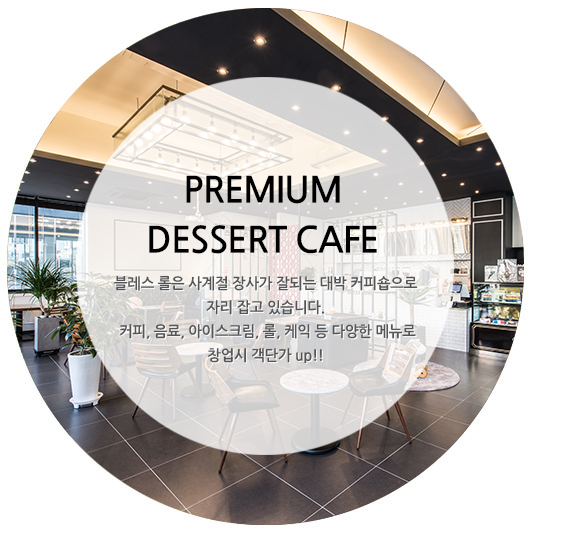 PREMIUM
DESSERT CAFE
블레스 롤은 사계절 장사가 잘되는 대박 커피숍으로
자리 잡고 있습니다.
커피, 음료, 아이스크림, 롤, 케익 등 다양한 메뉴로
창업시 객단가 up!!